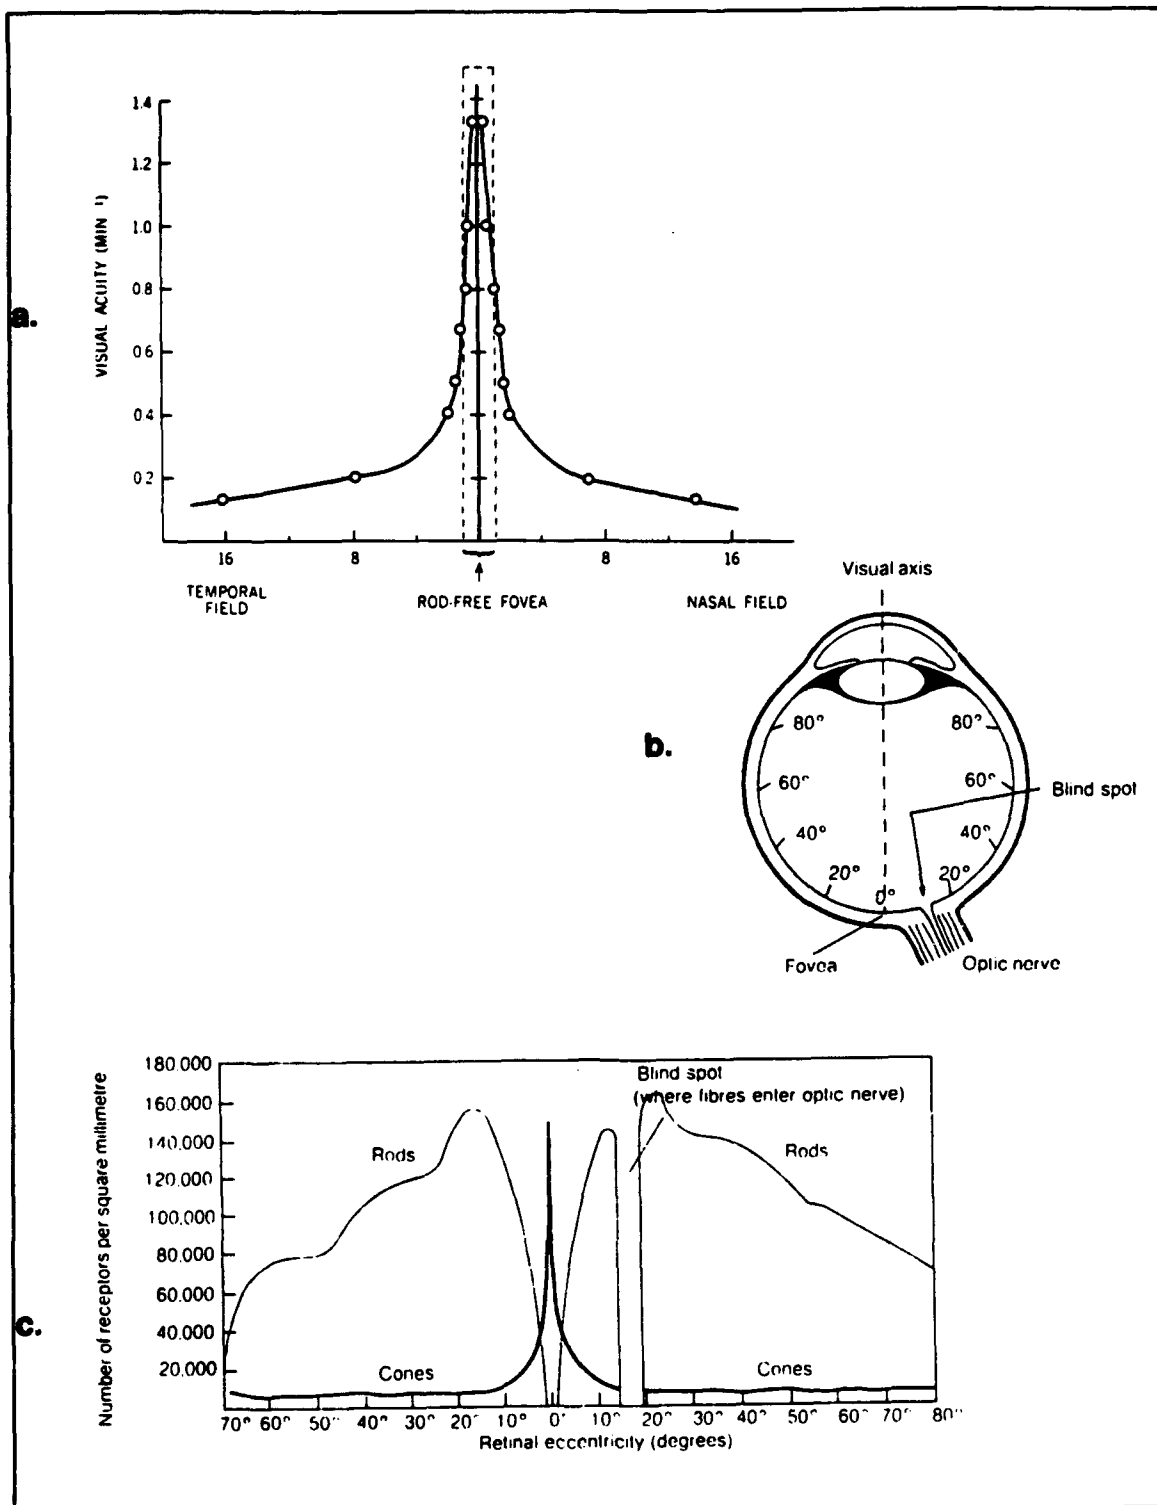 a.
VISUAL ACUITY (MIN⁻¹)
1.4
1.2
1.0
0.8
0.6
0.4
0.2
16
8
8
16
TEMPORAL
FIELD
ROD-FREE FOVEA
NASAL FIELD
b.
Visual axis
80°
80°
60°
60°
40°
40°
20°
0°
20°
Blind spot
Fovea
Optic nerve
c.
Number of receptors per square millimetre
180.000
160.000
140.000
120.000
100.000
80.000
60.000
40.000
20.000
Blind spot
(where fibres enter optic nerve)
Rods
Rods
Cones
Cones
70° 60° 50° 40° 30° 20° 10° 0° 10° 20° 30° 40° 50° 60° 70° 80°
Retinal eccentricity (degrees)